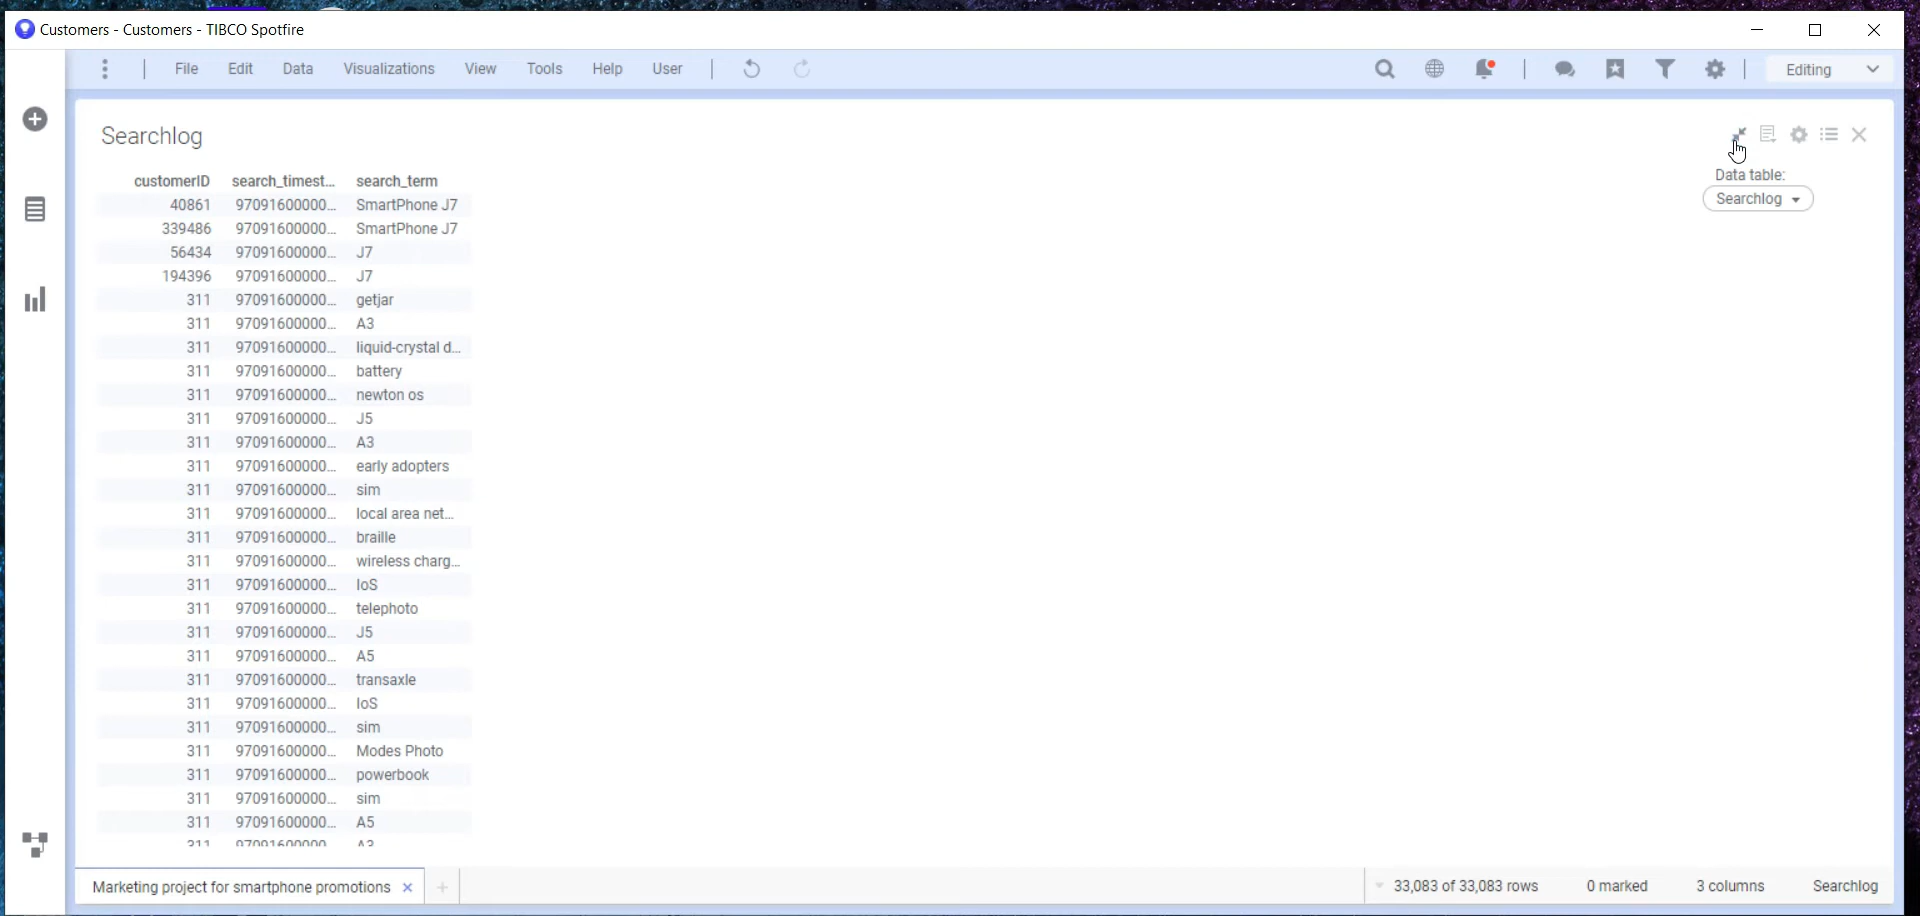 Customers - Customers - TIBCO Spotfire
File Edit Data Visualizations View Tools Help User Editing
Searchlog
Data table:
Searchlog
customerID search_timest... search_term
40861 97091600000... SmartPhone J7
339486 97091600000... SmartPhone J7
56434 97091600000... J7
194396 97091600000... J7
311 97091600000... getjar
311 97091600000... A3
311 97091600000... liquid-crystal d...
311 97091600000... battery
311 97091600000... newton os
311 97091600000... J5
311 97091600000... A3
311 97091600000... early adopters
311 97091600000... sim
311 97091600000... local area net...
311 97091600000... braille
311 97091600000... wireless charg...
311 97091600000... IoS
311 97091600000... telephoto
311 97091600000... J5
311 97091600000... A5
311 97091600000... transaxle
311 97091600000... IoS
311 97091600000... sim
311 97091600000... Modes Photo
311 97091600000... powerbook
311 97091600000... sim
311 97091600000... A5
311 97091600000 A3
Marketing project for smartphone promotions 33,083 of 33,083 rows 0 marked 3 columns Searchlog